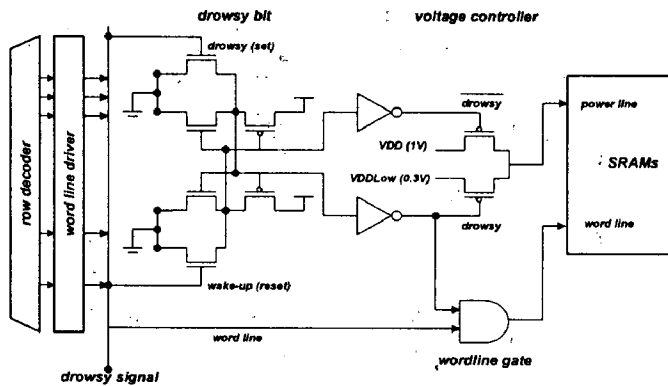 drowsy bit
voltage controller
drowsy (set)
drowsy
power line
VDD (1V)
SRAMs
VDDLow (0.3V)
row decoder
word line driver
drowsy
word line
wake-up (reset)
word line
wordline gate
drowsy signal